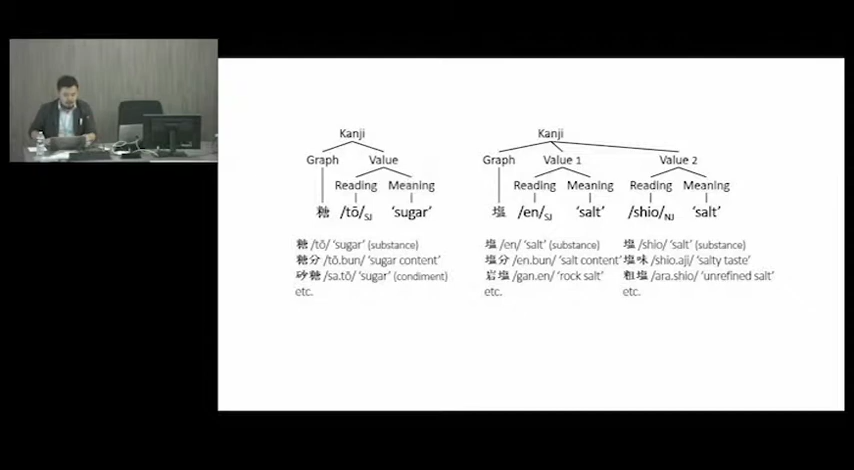 Kanji
Graph Value
Reading Meaning
糖 /tō/SJ ‘sugar’
糖 /tō/ ‘sugar’ (substance)
糖分 /tō.bun/ ‘sugar content’
砂糖 /sa.tō/ ‘sugar’ (condiment)
etc.
Kanji
Graph Value 1 Value 2
Reading Meaning Reading Meaning
塩 /en/SJ ‘salt’ /shio/NJ ‘salt’
塩 /en/ ‘salt’ (substance)
塩分 /en.bun/ ‘salt content’
岩塩 /gan.en/ ‘rock salt’
etc.
塩 /shio/ ‘salt’ (substance)
塩味 /shio.aji/ ‘salty taste’
粗塩 /ara.shio/ ‘unrefined salt’
etc.